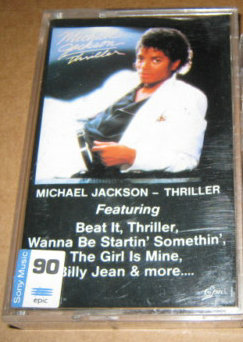 Michael
Jackson
Thriller
MICHAEL JACKSON - THRILLER
Featuring
Beat It, Thriller,
Wanna Be Startin' Somethin',
The Girl Is Mine,
Billy Jean & more....
Sony Music
90
epic
Epic